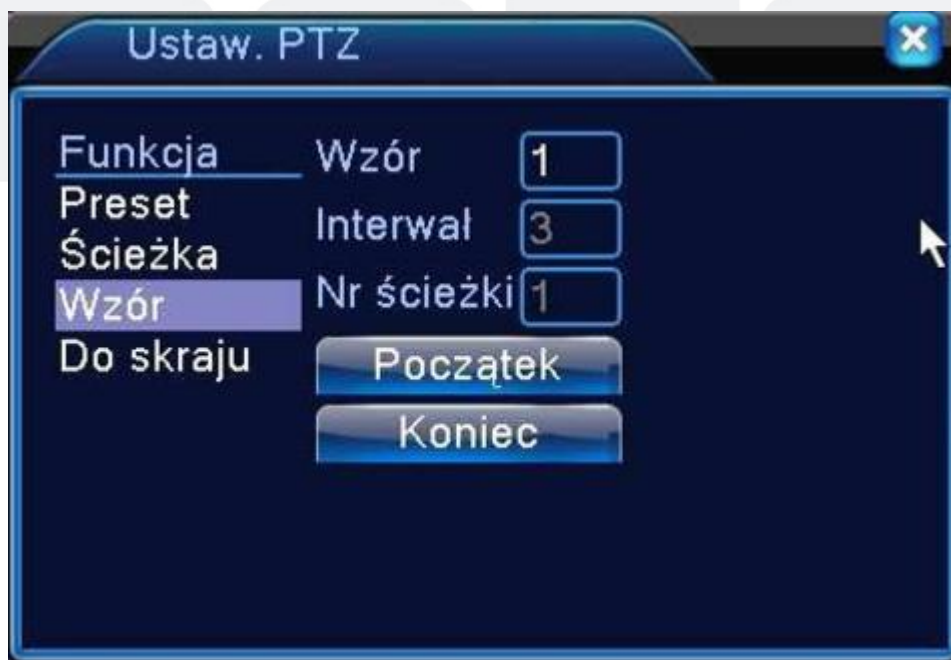 Ustaw. PTZ
Funkcja
Preset
Ścieżka
Wzór
Do skraju
Wzór 1
Interwał 3
Nr ścieżki 1
Początek
Koniec